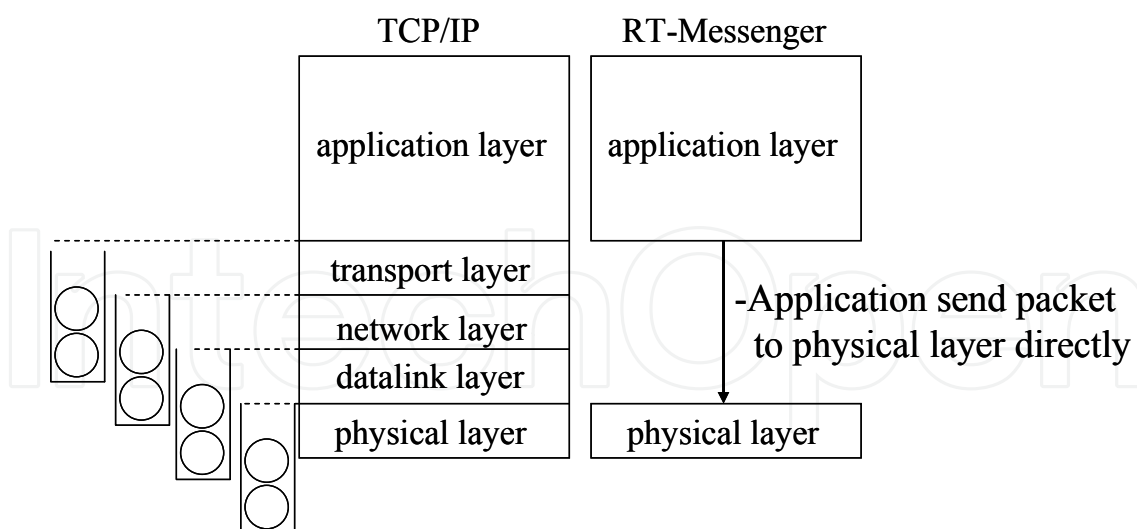 TCP/IP
RT-Messenger
application layer
application layer
transport layer
network layer
datalink layer
physical layer
-Application send packet
to physical layer directly
physical layer
IntechOpen